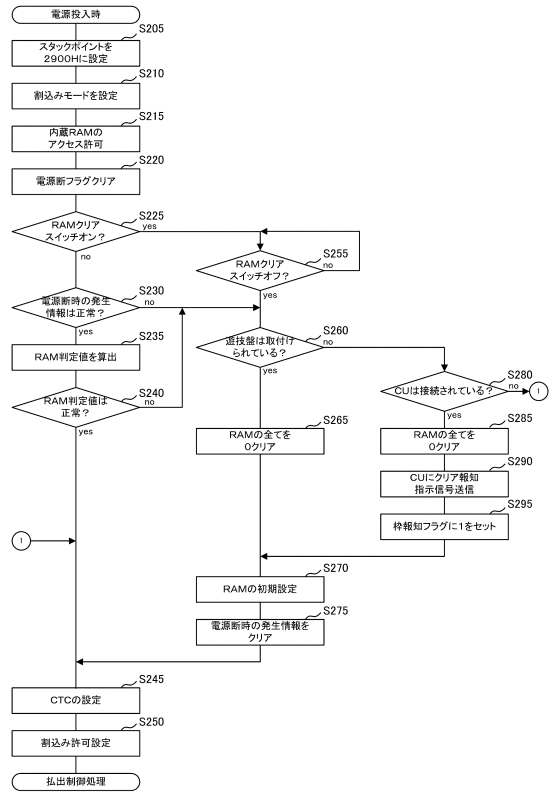 電源投入時
S205
スタックポイントを
2900Hに設定
S210
割込みモードを設定
S215
内蔵RAMの
アクセス許可
S220
電源断フラグクリア
S225
RAMクリア
スイッチオン？
yes
no
S255
RAMクリア
スイッチオフ？
no
yes
S230
電源断時の発生
情報は正常？
no
yes
S235
RAM判定値を算出
S240
RAM判定値は
正常？
no
yes
S260
遊技盤は取付け
られている？
no
yes
S280
CUは接続されている？
no
1
yes
S265
RAMの全てを
0クリア
S285
RAMの全てを
0クリア
S290
CUにクリア報知
指示信号送信
S295
枠報知フラグに1をセット
1
S270
RAMの初期設定
S275
電源断時の発生情報を
クリア
S245
CTCの設定
S250
割込み許可設定
払出制御処理